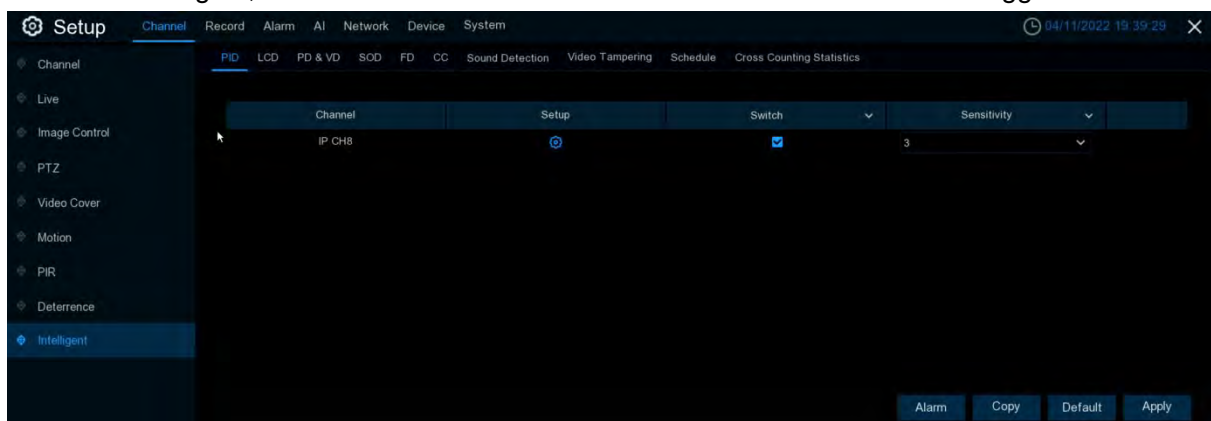 Setup Channel Record Alarm AI Network Device System 04/11/2022 19:39:29
Channel
PID LCD PD & VD SOD FD CC Sound Detection Video Tampering Schedule Cross Counting Statistics
Live
Channel Setup Switch Sensitivity
Image Control
IP CH8 3
PTZ
Video Cover
Motion
PIR
Deterrence
Intelligent
Alarm Copy Default Apply